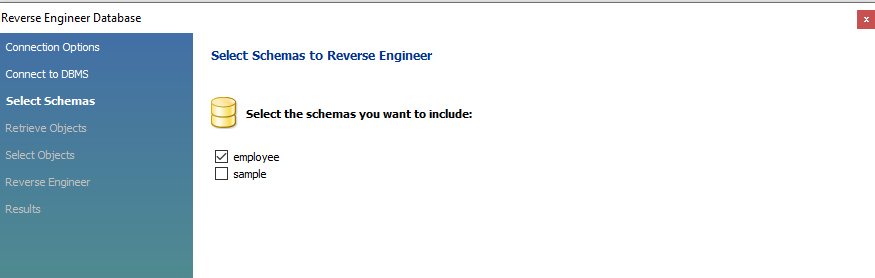 Reverse Engineer Database
x
Connection Options
Connect to DBMS
Select Schemas
Retrieve Objects
Select Objects
Reverse Engineer
Results
Select Schemas to Reverse Engineer
Select the schemas you want to include:
employee
sample